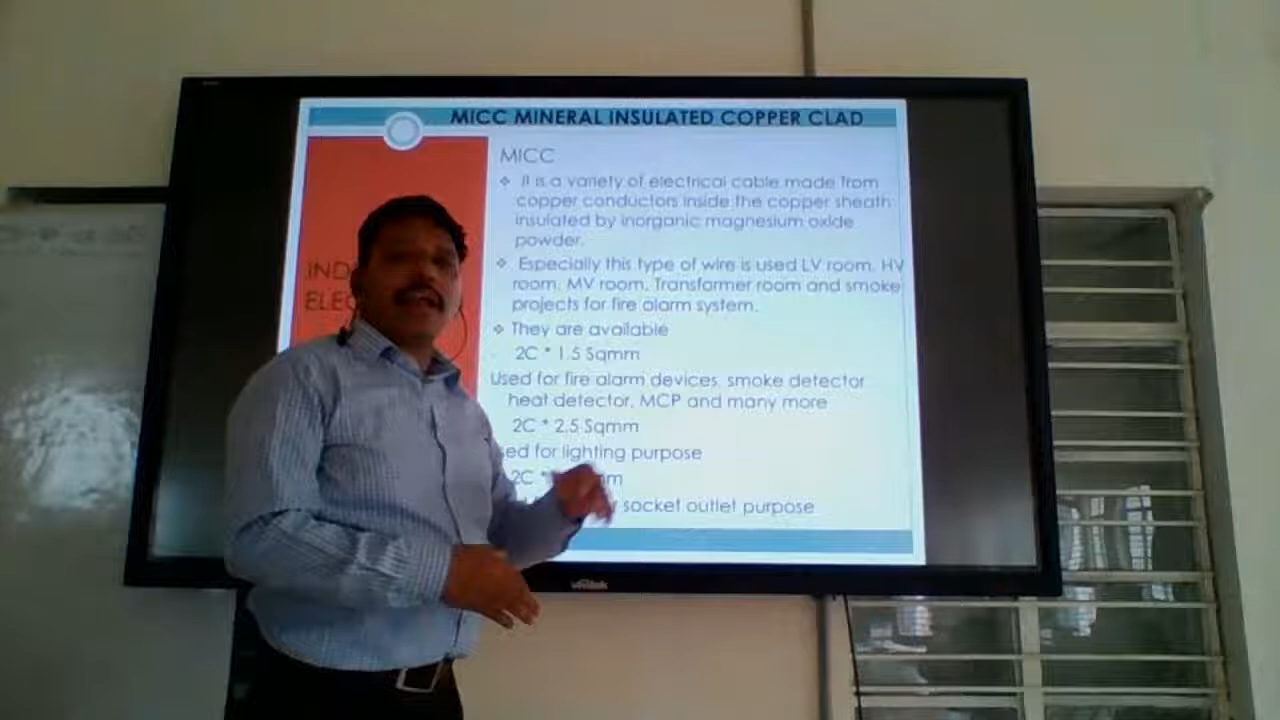 MICC MINERAL INSULATED COPPER CLAD
MICC
It is a variety of electrical cable made from
copper conductors inside the copper sheath
insulated by inorganic magnesium oxide
powder.
Especially this type of wire is used LV room, HV
room, MV room, Transformer room and smoke
projects for fire alarm system.
They are available
2C * 1.5 Sqmm
Used for fire alarm devices, smoke detector
heat detector, MCP and many more
2C * 2.5 Sqmm
for lighting purpose
2C *
socket outlet purpose